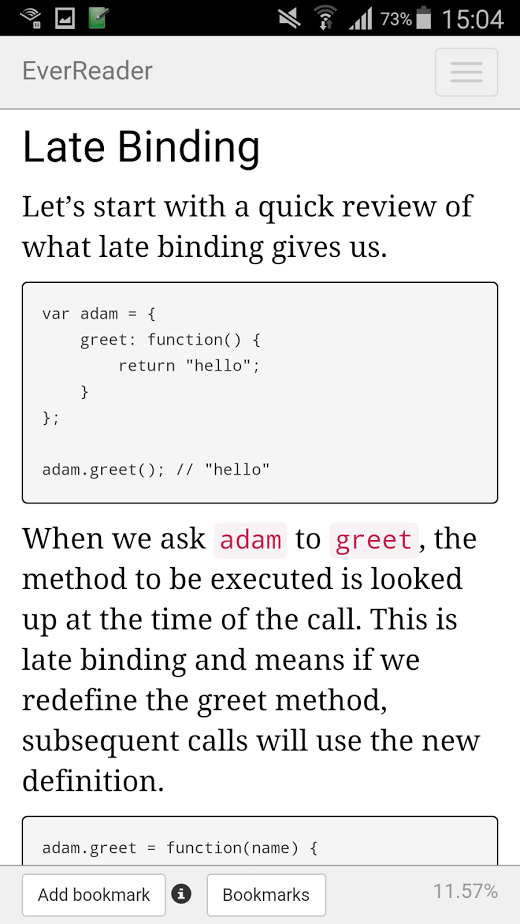 73% 15:04
EverReader
Late Binding
Let’s start with a quick review of
what late binding gives us.
var adam = {
    greet: function() {
        return "hello";
    }
};
adam.greet(); // "hello"
When we ask adam to greet, the
method to be executed is looked
up at the time of the call. This is
late binding and means if we
redefine the greet method,
subsequent calls will use the new
definition.
adam.greet = function(name) {
Add bookmark i Bookmarks 11.57%